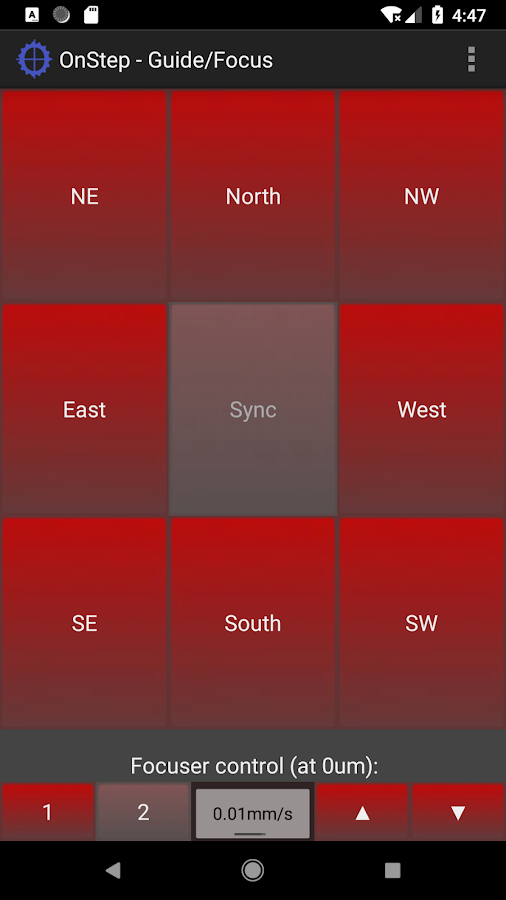 4:47
OnStep - Guide/Focus
NE North NW
East Sync West
SE South SW
Focuser control (at 0um):
1 2 0.01mm/s ▲ ▼